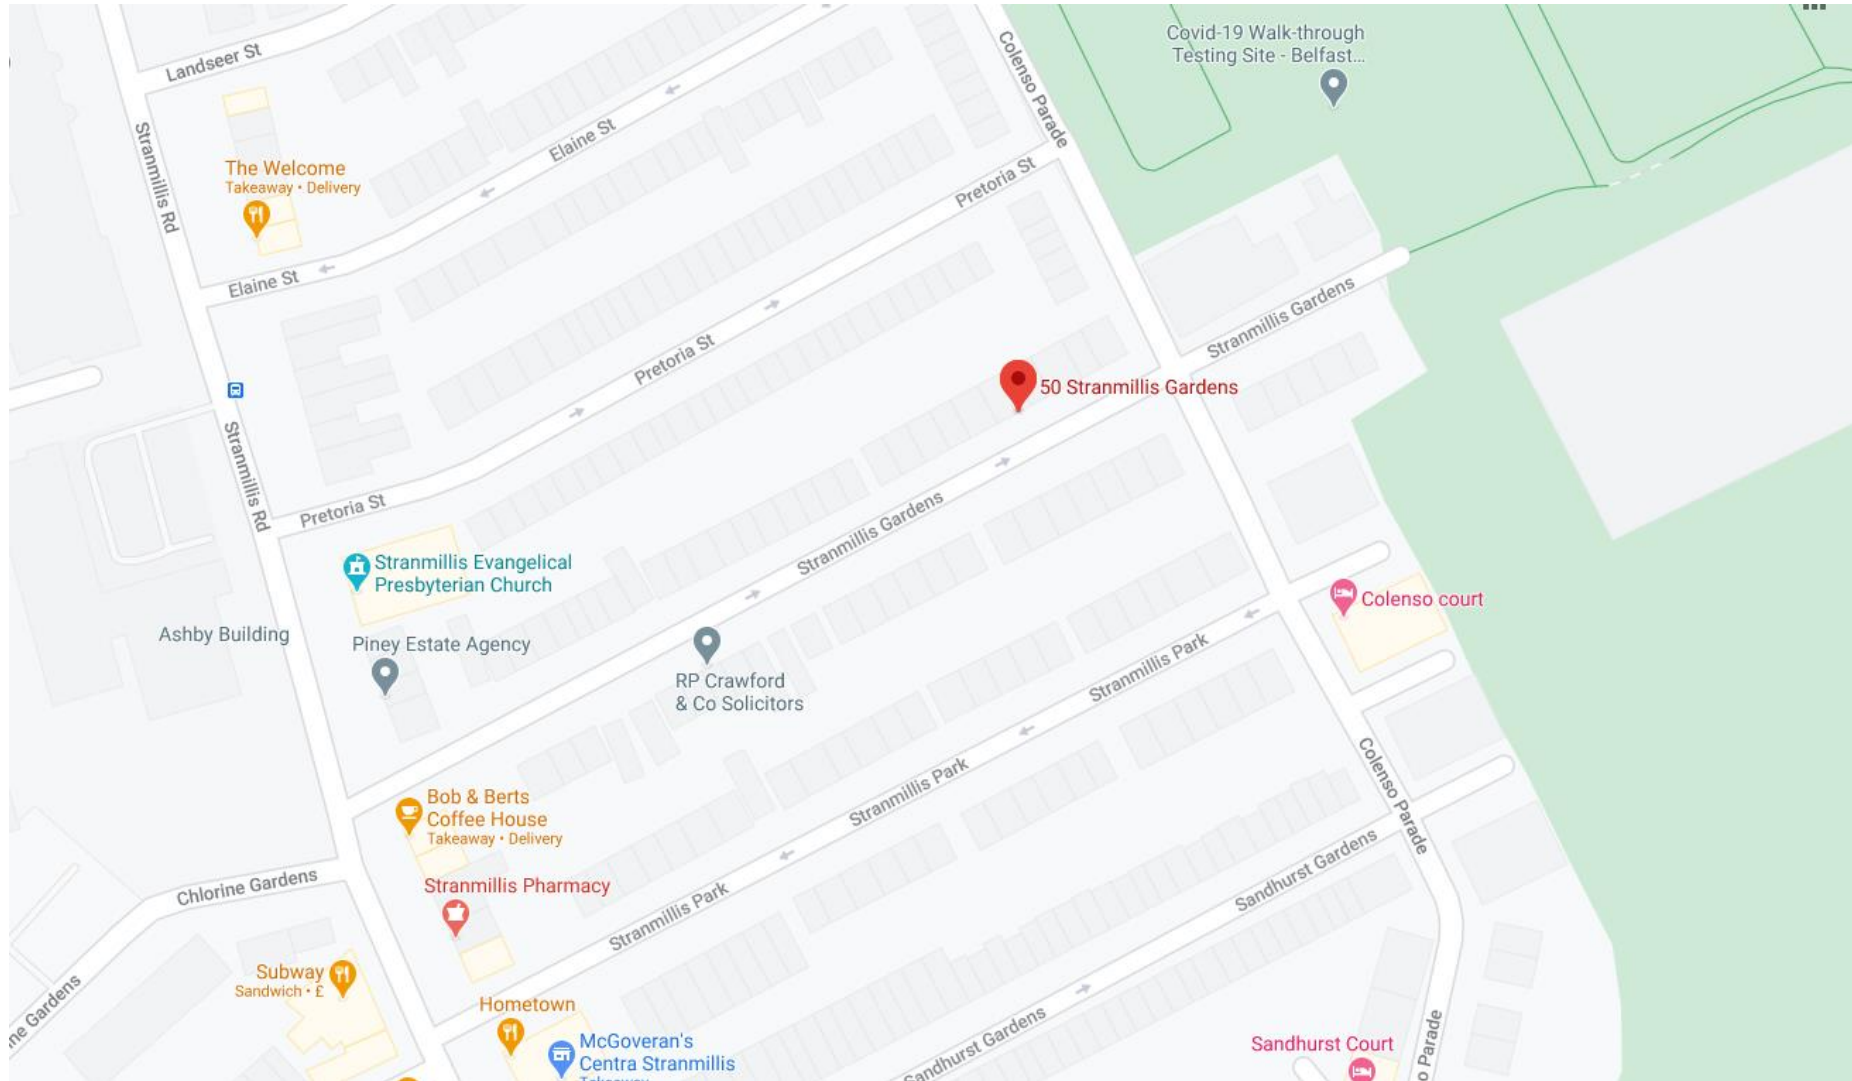 Covid-19 Walk-through
Testing Site - Belfast...
Landseer St
Colenso Parade
Stranmillis Rd
Elaine St
The Welcome
Takeaway • Delivery
Pretoria St
Elaine St
Stranmillis Gardens
Pretoria St
50 Stranmillis Gardens
Stranmillis Rd
Pretoria St
Stranmillis Gardens
Stranmillis Evangelical
Presbyterian Church
Colenso court
Ashby Building
Piney Estate Agency
Stranmillis Park
RP Crawford
& Co Solicitors
Colenso Parade
Stranmillis Park
Bob & Berts
Coffee House
Takeaway • Delivery
Chlorine Gardens
Stranmillis Pharmacy
Sandhurst Gardens
Stranmillis Park
Subway
Sandwich • £
Hometown
Gardens
McGoveran's
Centra Stranmillis
Gardens
Sandhurst Court
Parade